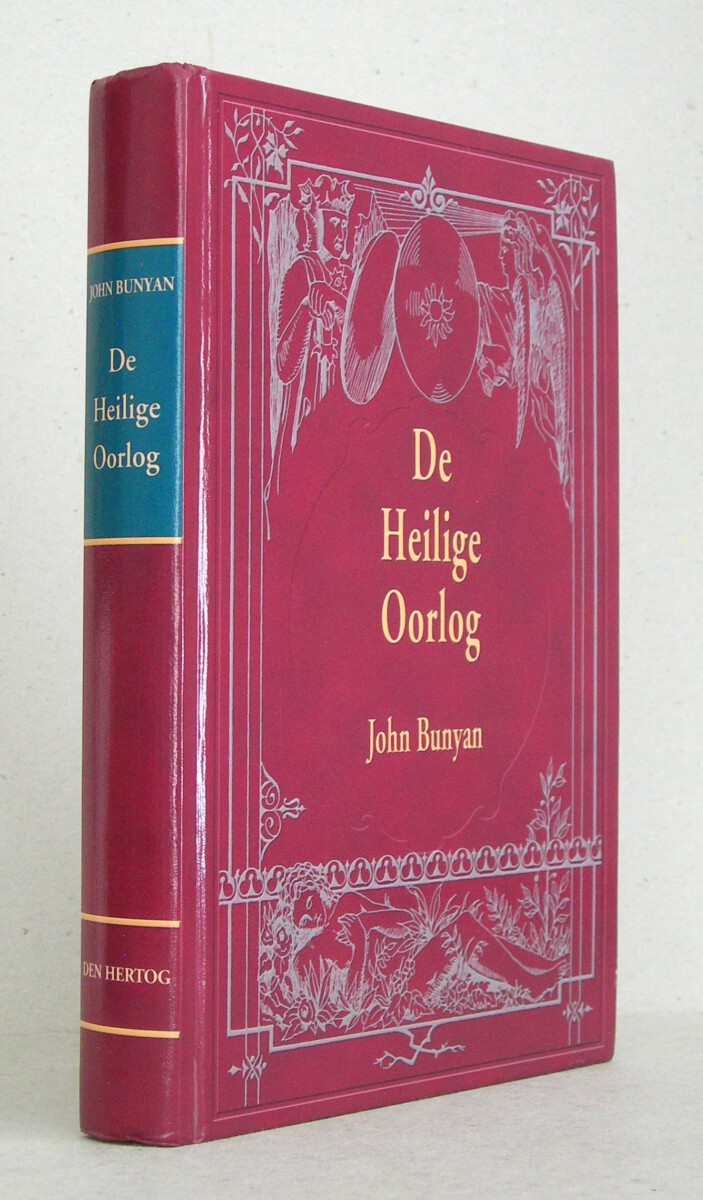 JOHN BUNYAN
De
Heilige
Oorlog
DEN HERTOG
De
Heilige
Oorlog
John Bunyan